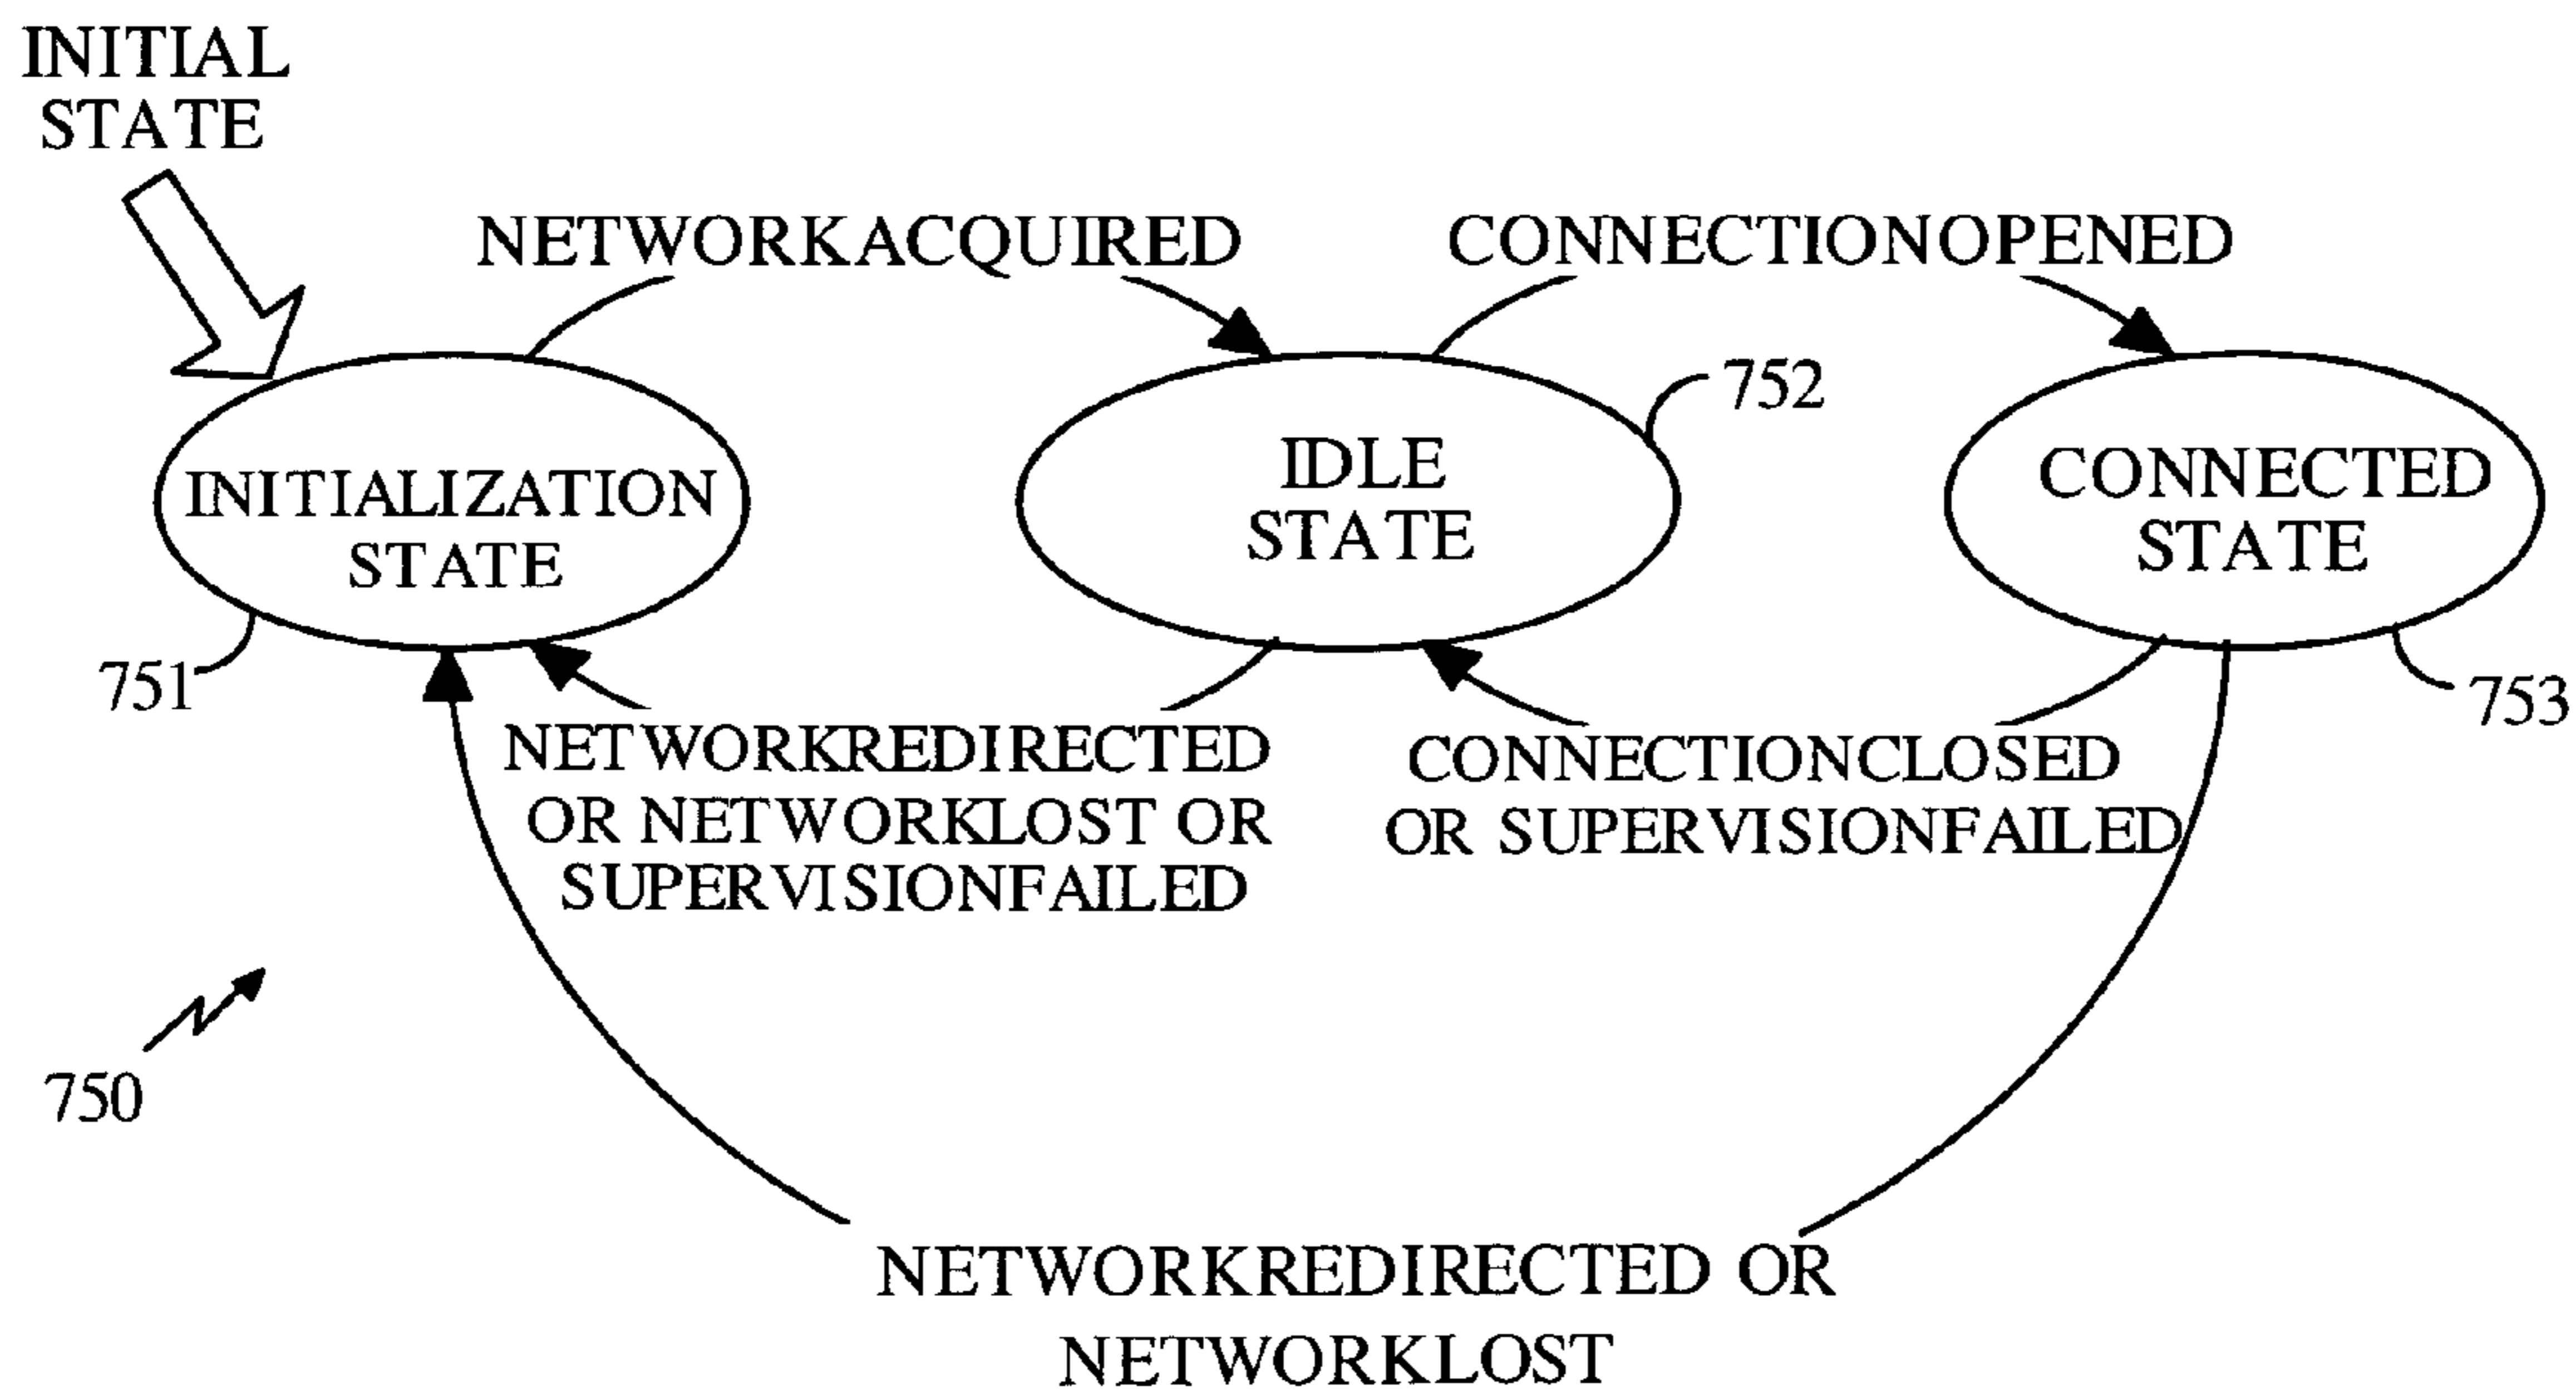 INITIAL
STATE
NETWORKACQUIRED
CONNECTIONOPENED
752
INITIALIZATION
STATE
IDLE
STATE
CONNECTED
STATE
751
753
NETWORKREDIRECTED
OR NETWORKLOST OR
SUPERVISIONFAILED
CONNECTIONCLOSED
OR SUPERVISIONFAILED
750
NETWORKREDIRECTED OR
NETWORKLOST